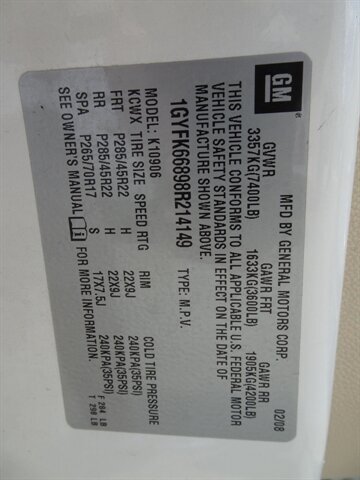 GM
MFD BY GENERAL MOTORS CORP. 02/08
GVWR GAWR FRT GAWR RR
3357KG(7400LB) 1633KG(3600LB) 1905KG(4200LB)
THIS VEHICLE CONFORMS TO ALL APPLICABLE U.S. FEDERAL MOTOR
VEHICLE SAFETY STANDARDS IN EFFECT ON THE DATE OF
MANUFACTURE SHOWN ABOVE.
1GYFK66898R214149 TYPE: M.P.V.
MODEL: K10906
KCWX TIRE SIZE SPEED RTG RIM COLD TIRE PRESSURE
FRT P285/45R22 H 22X9J 240KPA(35PSI)
RR P285/45R22 H 22X9J 240KPA(35PSI)
SPA P265/70R17 S 17X7.5J 240KPA(35PSI)
SEE OWNER'S MANUAL FOR MORE INFORMATION. F 284 LB
T 298 LB